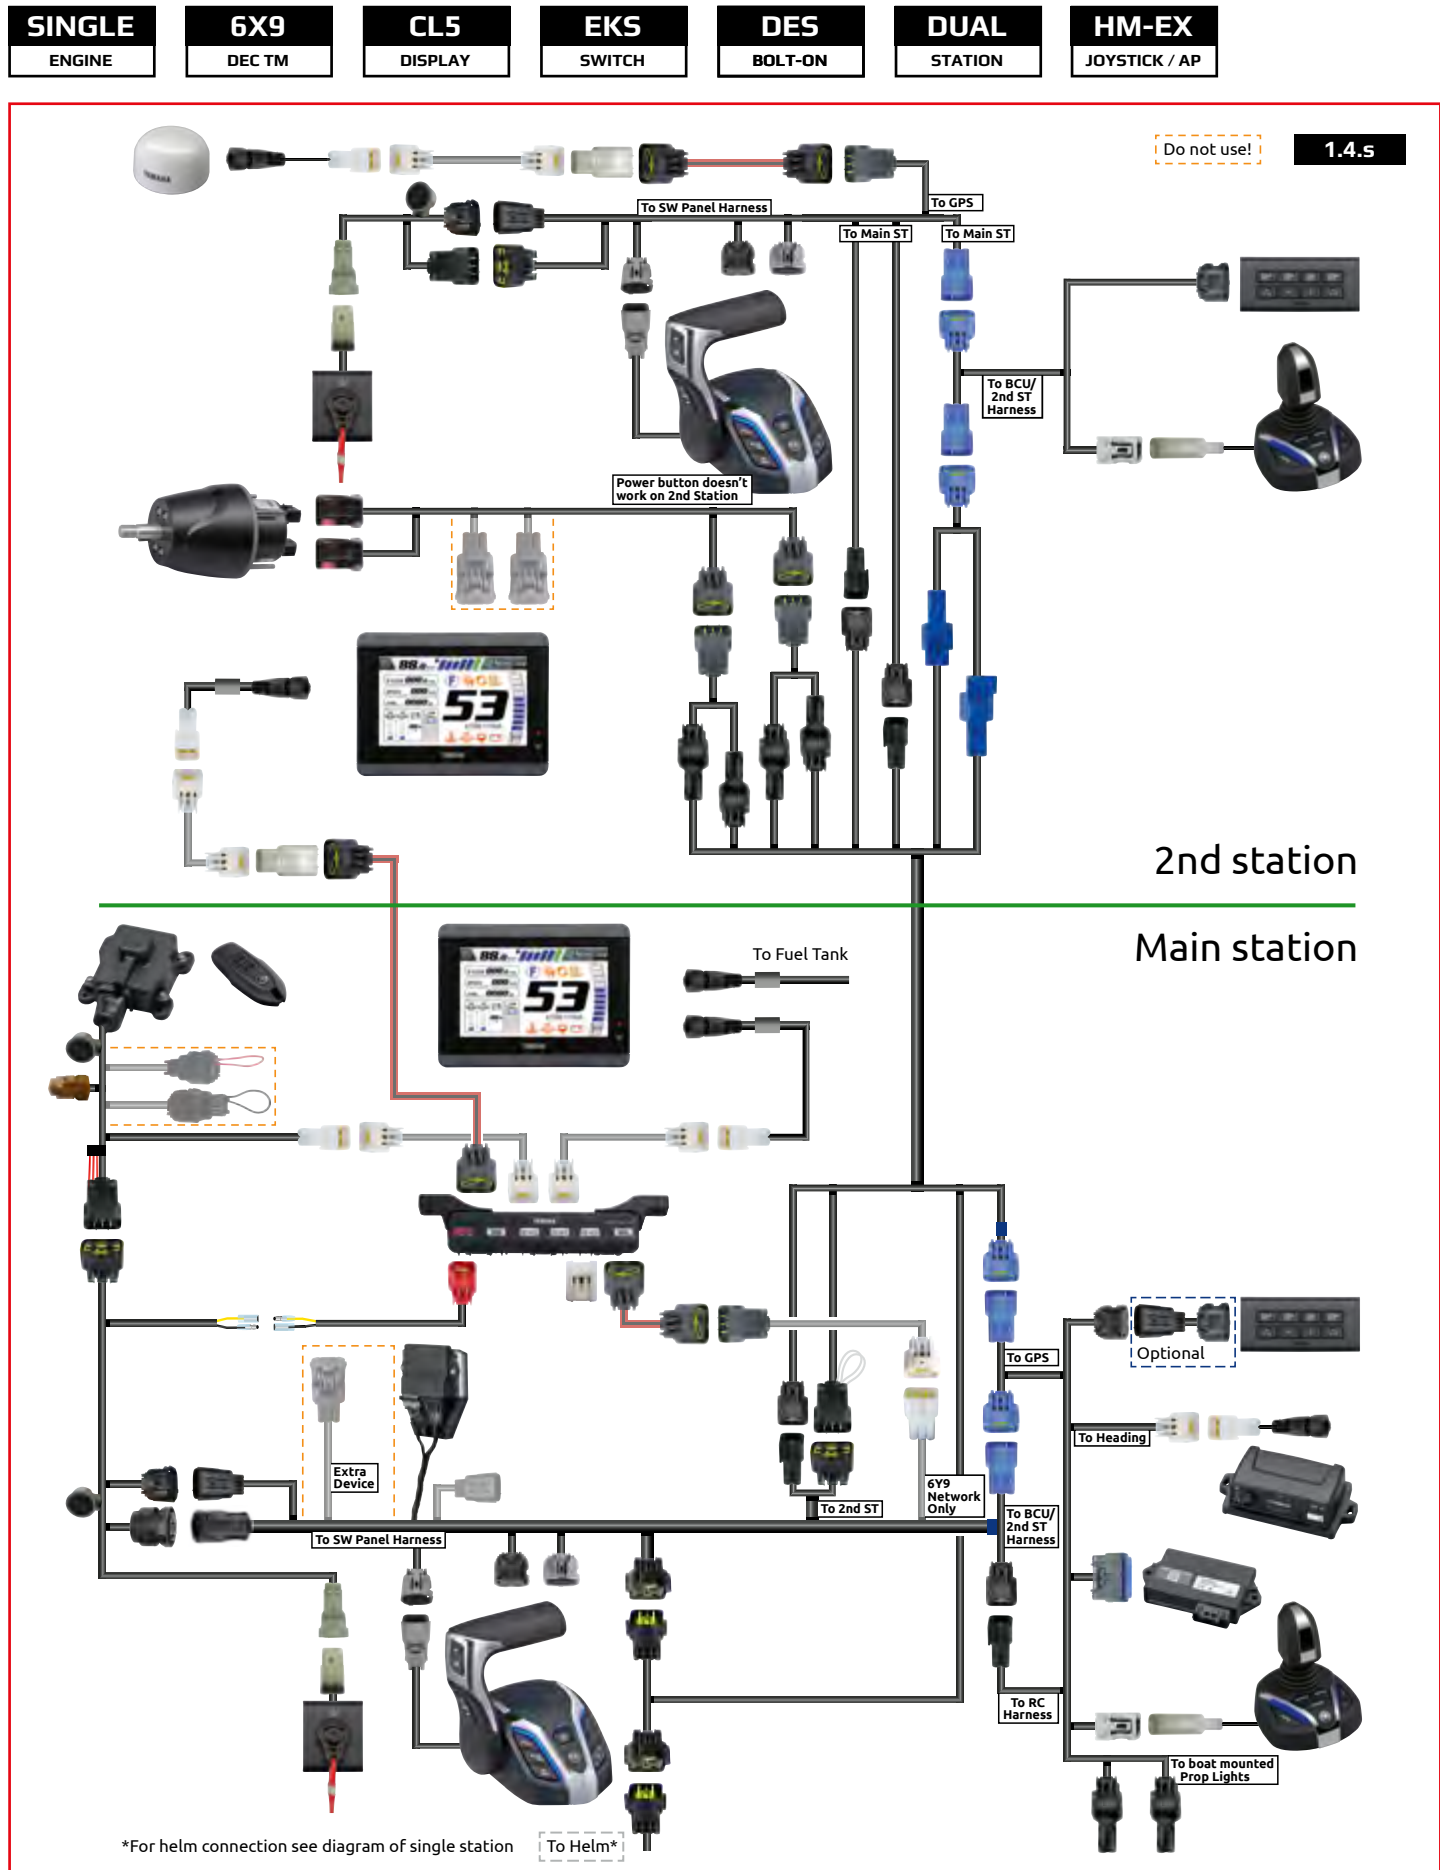 SINGLE
ENGINE
6X9
DEC TM
CL5
DISPLAY
EKS
SWITCH
DES
BOLT-ON
DUAL
STATION
HM-EX
JOYSTICK / AP
Do not use!
1.4.s
YAMAHA
To SW Panel Harness
To GPS
To Main ST
To Main ST
To BCU/
2nd ST
Harness
Power button doesn't
work on 2nd Station
53
2nd station
Main station
53
To Fuel Tank
Optional
To GPS
To Heading
Extra
Device
6Y9
Network
Only
To 2nd ST
To BCU/
2nd ST
Harness
To SW Panel Harness
To RC
Harness
To boat mounted
Prop Lights
*For helm connection see diagram of single station
To Helm*